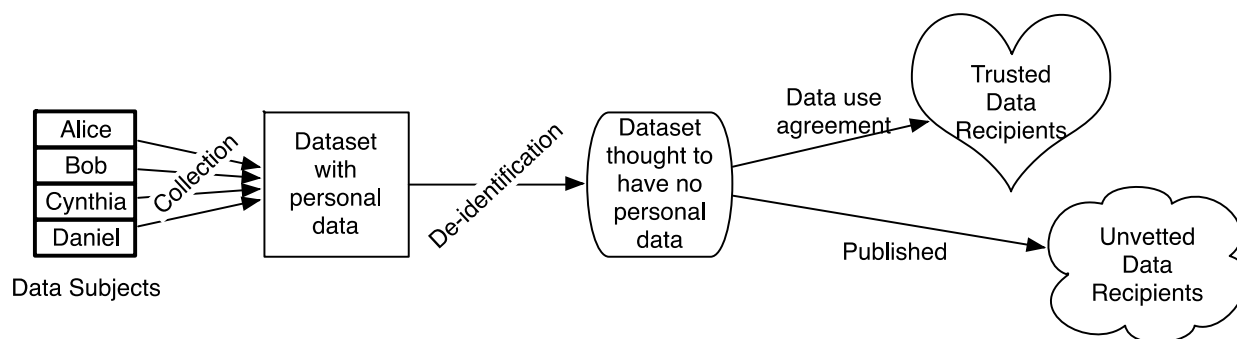 Alice
Bob
Cynthia
Daniel
Data Subjects
Collection
Dataset
with
personal
data
De-identification
Dataset
thought to
have no
personal
data
Data use
agreement
Trusted
Data
Recipients
Published
Unvetted
Data
Recipients